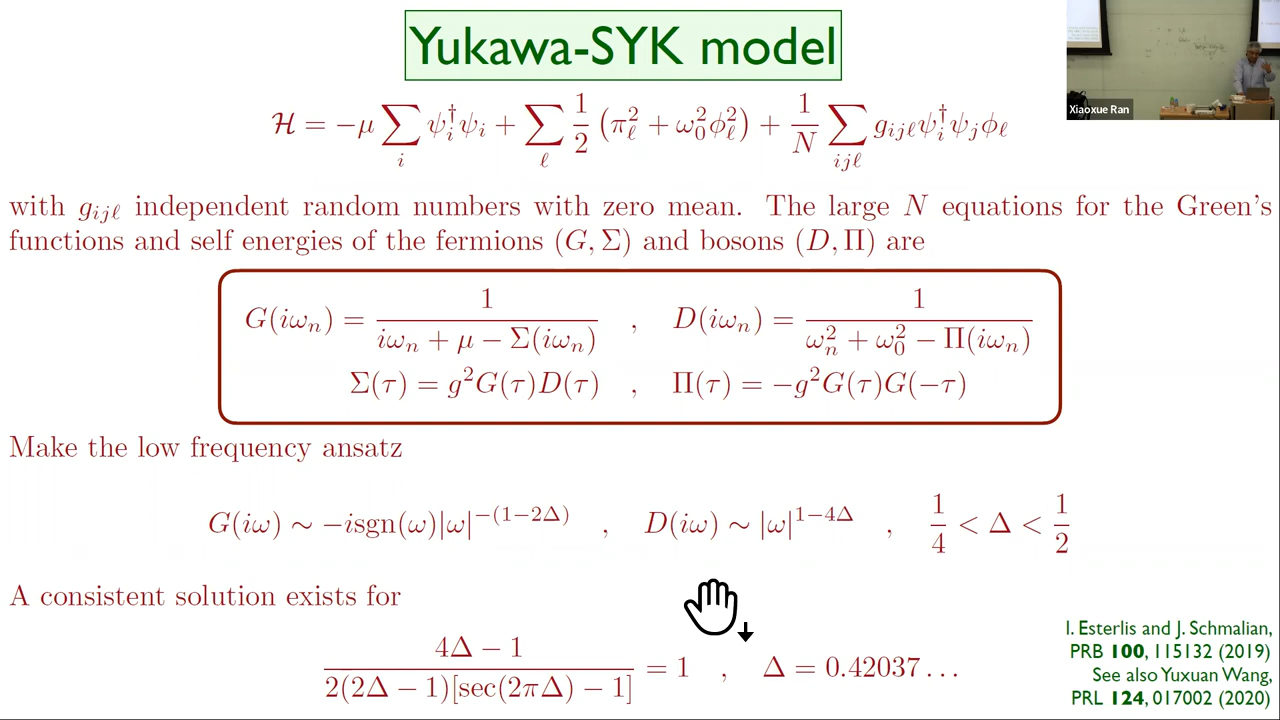 Yukawa-SYK model
Xiaoxue Ran
ℋ = −μ ∑_i ψ_i^† ψ_i + ∑_ℓ 1/2 (π_ℓ^2 + ω_0^2 φ_ℓ^2) + 1/N ∑_{ijℓ} g_{ijℓ} ψ_i^† ψ_j φ_ℓ
with g_{ijℓ} independent random numbers with zero mean. The large N equations for the Green's
functions and self energies of the fermions (G, Σ) and bosons (D, Π) are
G(iω_n) = 1/(iω_n + μ − Σ(iω_n)) , D(iω_n) = 1/(ω_n^2 + ω_0^2 − Π(iω_n))
Σ(τ) = g^2 G(τ)D(τ) , Π(τ) = −g^2 G(τ)G(−τ)
Make the low frequency ansatz
G(iω) ∼ −isgn(ω)|ω|^{−(1−2Δ)} , D(iω) ∼ |ω|^{1−4Δ} , 1/4 < Δ < 1/2
A consistent solution exists for
(4Δ − 1)/(2(2Δ − 1)[sec(2πΔ) − 1]) = 1 , Δ = 0.42037...
I. Esterlis and J. Schmalian,
PRB 100, 115132 (2019)
See also Yuxuan Wang,
PRL 124, 017002 (2020)